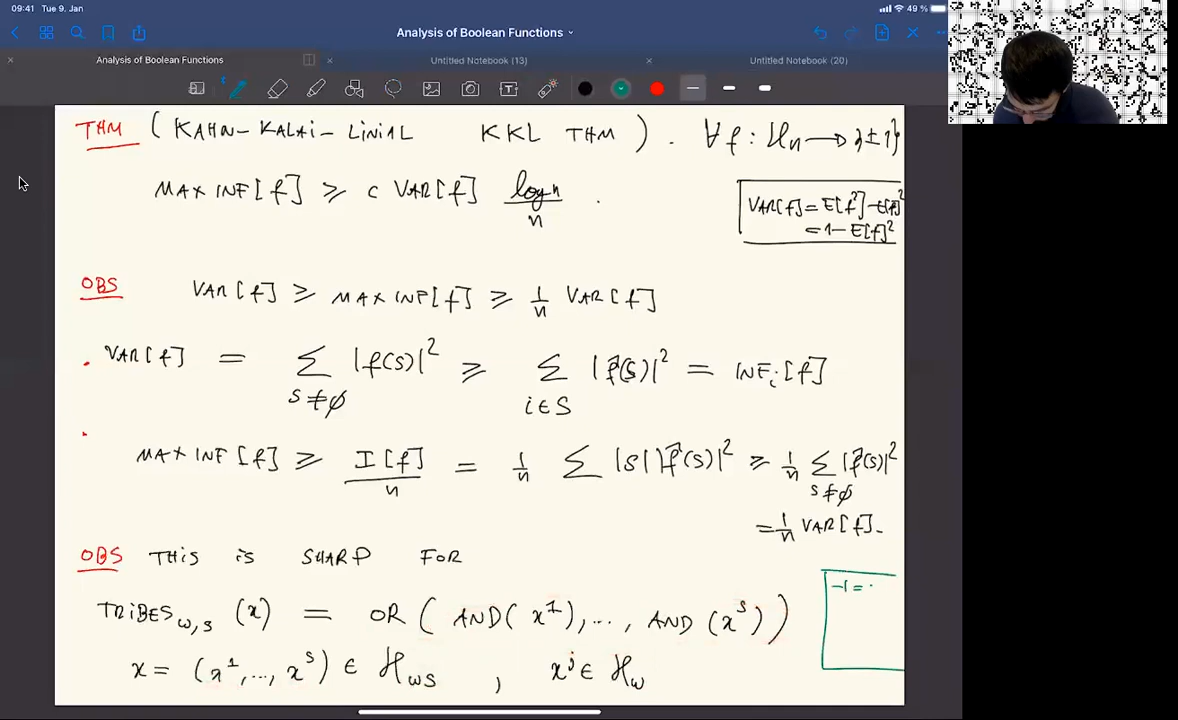 09:41 Tue 9. Jan
49 %
Analysis of Boolean Functions
Analysis of Boolean Functions
Untitled Notebook (13)
Untitled Notebook (20)
THM (KAHN-KALAI-LINIAL KKL THM). ∀f: H_n → {±1}
MAX INF[f] ≥ c VAR[f] log n / n .
VAR[f] = E[f²] - E[f]²
= 1 - E[f]²
OBS VAR[f] ≥ MAX INF[f] ≥ 1/n VAR[f]
• VAR[f] = Σ_{S≠∅} |f(S)|² ≥ Σ_{i∈S} |f̂(S)|² = INF_i[f]
• MAX INF[f] ≥ I[f]/n = 1/n Σ |S| |f̂(S)|² ≥ 1/n Σ_{S≠∅} |f̂(S)|²
= 1/n VAR[f].
OBS THIS IS SHARP FOR
-1 =
TRIBES_{w,s} (x) = OR (AND(x¹), ..., AND(x^s))
x = (x¹, ..., x^s) ∈ H_{ws} , x^j ∈ H_w